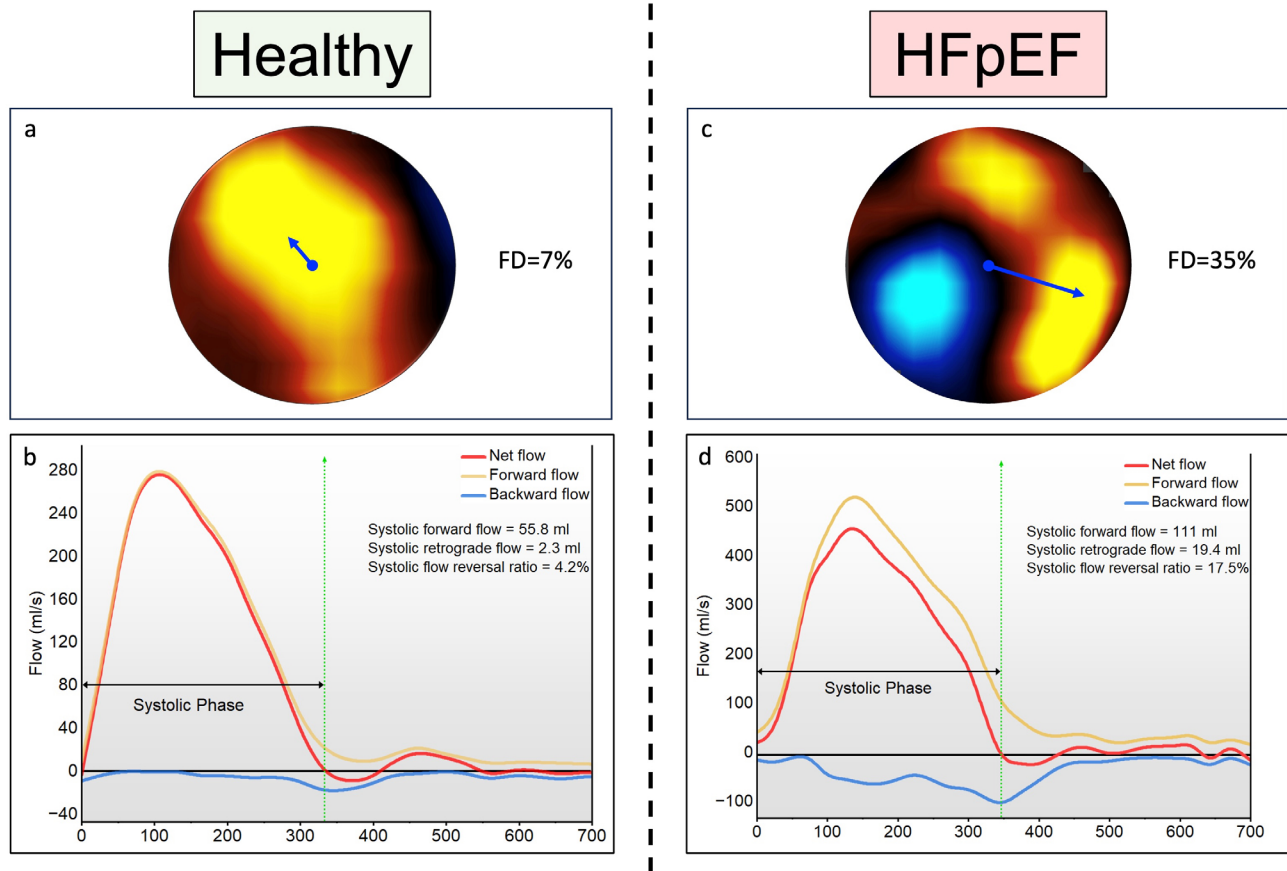 Healthy
HFpEF
a
FD=7%
c
FD=35%
b
Net flow
Forward flow
Backward flow
Systolic forward flow = 55.8 ml
Systolic retrograde flow = 2.3 ml
Systolic flow reversal ratio = 4.2%
Flow (ml/s)
280
240
200
160
120
80
40
0
−40
Systolic Phase
0 100 200 300 400 500 600 700
d
Net flow
Forward flow
Backward flow
Systolic forward flow = 111 ml
Systolic retrograde flow = 19.4 ml
Systolic flow reversal ratio = 17.5%
Flow (ml/s)
600
500
400
300
200
100
0
−100
Systolic Phase
0 100 200 300 400 500 600 700